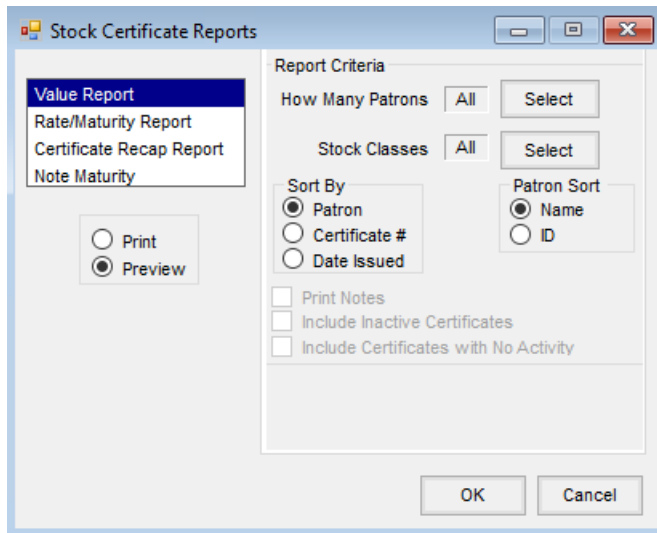 Stock Certificate Reports
Value Report
Rate/Maturity Report
Certificate Recap Report
Note Maturity
Print
Preview
Report Criteria
How Many Patrons All Select
Stock Classes All Select
Sort By
Patron
Certificate #
Date Issued
Patron Sort
Name
ID
Print Notes
Include Inactive Certificates
Include Certificates with No Activity
OK Cancel